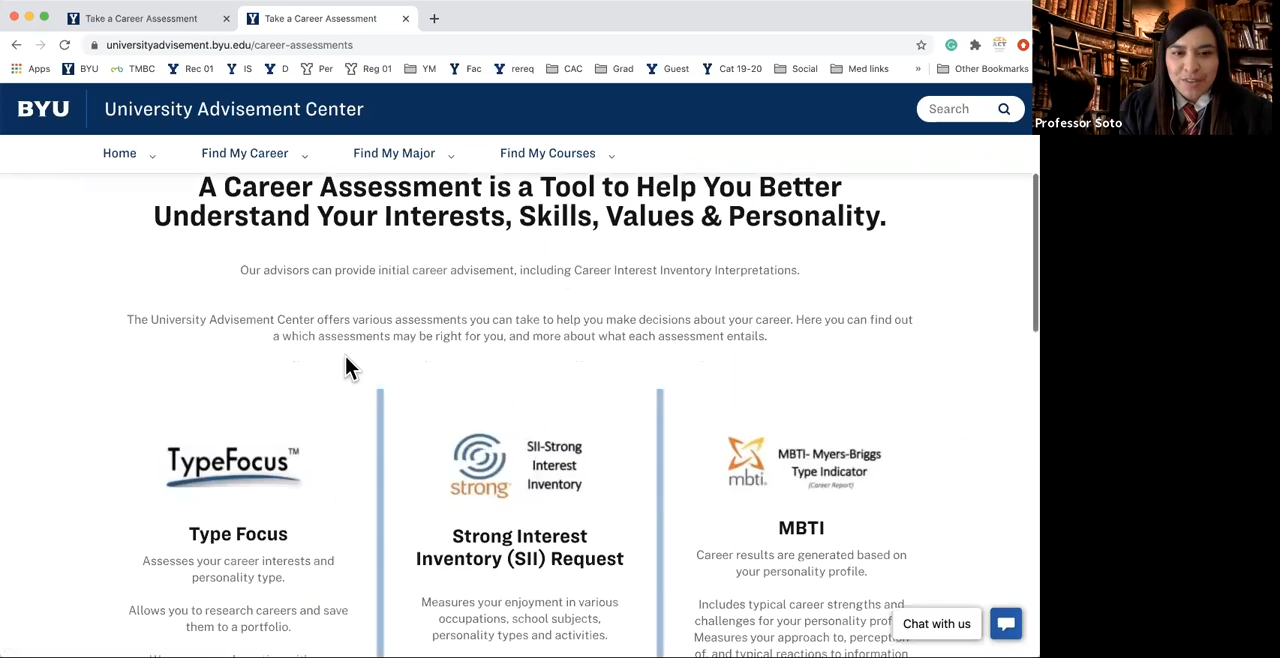 Take a Career Assessment
Take a Career Assessment
universityadvisement.byu.edu/career-assessments
Apps BYU TMBC Rec 01 IS D Per Reg 01 YM Fac rereq CAC Grad Guest Cat 19-20 Social Med links » Other Bookmarks
Professor Soto
BYU University Advisement Center
Search
Home Find My Career Find My Major Find My Courses
A Career Assessment is a Tool to Help You Better
Understand Your Interests, Skills, Values & Personality.
Our advisors can provide initial career advisement, including Career Interest Inventory Interpretations.
The University Advisement Center offers various assessments you can take to help you make decisions about your career. Here you can find out
a which assessments may be right for you, and more about what each assessment entails.
TypeFocus™
Type Focus
Assesses your career interests and
personality type.
Allows you to research careers and save
them to a portfolio.
strong
SII-Strong
Interest
Inventory
Strong Interest
Inventory (SII) Request
Measures your enjoyment in various
occupations, school subjects,
personality types and activities.
mbti.
MBTI- Myers-Briggs
Type Indicator
(Career Report)
MBTI
Career results are generated based on
your personality profile.
Includes typical career strengths and
challenges for your personality
Measures your approach to,
of, and typical reactions to information
Chat with us